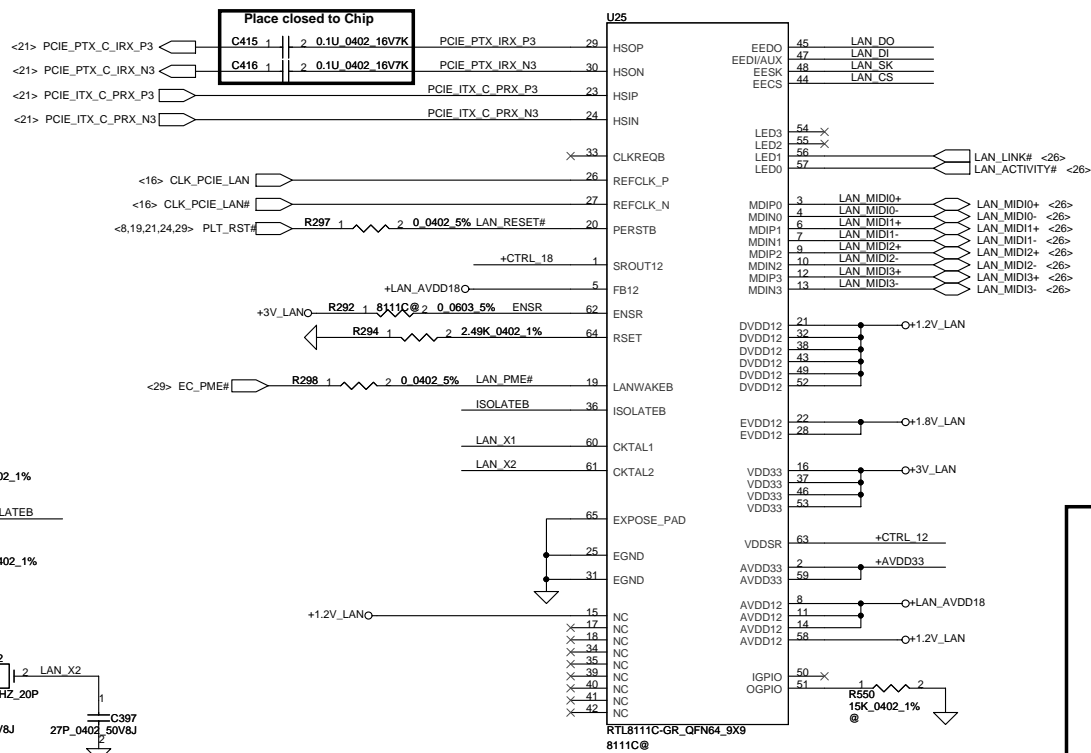 Place closed to Chip
<21> PCIE_PTX_C_IRX_P3
C415 1 2 0.1U_0402_16V7K
PCIE_PTX_IRX_P3
<21> PCIE_PTX_C_IRX_N3
C416 1 2 0.1U_0402_16V7K
PCIE_PTX_IRX_N3
<21> PCIE_ITX_C_PRX_P3
PCIE_ITX_C_PRX_P3
<21> PCIE_ITX_C_PRX_N3
PCIE_ITX_C_PRX_N3
<16> CLK_PCIE_LAN
<16> CLK_PCIE_LAN#
<8,19,21,24,29> PLT_RST#
R297 1 2 0_0402_5% LAN_RESET#
+CTRL_18
+LAN_AVDD18
+3V_LAN
R292 1 8111C@ 2 0_0603_5% ENSR
R294 1 2 2.49K_0402_1%
<29> EC_PME#
R298 1 2 0_0402_5% LAN_PME#
ISOLATEB
LAN_X1
LAN_X2
+1.2V_LAN
U25
29 HSOP
30 HSON
23 HSIP
24 HSIN
33 CLKREQB
26 REFCLK_P
27 REFCLK_N
20 PERSTB
1 SROUT12
5 FB12
62 ENSR
64 RSET
19 LANWAKEB
36 ISOLATEB
60 CKTAL1
61 CKTAL2
65 EXPOSE_PAD
25 EGND
31 EGND
15 NC
17 NC
18 NC
34 NC
35 NC
39 NC
40 NC
41 NC
42 NC
EEDO 45 LAN_DO
EEDI/AUX 47 LAN_DI
EESK 48 LAN_SK
EECS 44 LAN_CS
LED3 54
LED2 55
LED1 56 LAN_LINK# <26>
LED0 57 LAN_ACTIVITY# <26>
MDIP0 3 LAN_MIDI0+ LAN_MIDI0+ <26>
MDIN0 4 LAN_MIDI0- LAN_MIDI0- <26>
MDIP1 6 LAN_MIDI1+ LAN_MIDI1+ <26>
MDIN1 7 LAN_MIDI1- LAN_MIDI1- <26>
MDIP2 9 LAN_MIDI2+ LAN_MIDI2+ <26>
MDIN2 10 LAN_MIDI2- LAN_MIDI2- <26>
MDIP3 12 LAN_MIDI3+ LAN_MIDI3+ <26>
MDIN3 13 LAN_MIDI3- LAN_MIDI3- <26>
DVDD12 21 +1.2V_LAN
DVDD12 32
DVDD12 38
DVDD12 43
DVDD12 49
DVDD12 52
EVDD12 22 +1.8V_LAN
EVDD12 28
VDD33 16 +3V_LAN
VDD33 37
VDD33 46
VDD33 53
VDDSR 63 +CTRL_12
AVDD33 2 +AVDD33
AVDD33 59
AVDD12 8 +LAN_AVDD18
AVDD12 11
AVDD12 14
AVDD12 58 +1.2V_LAN
IGPIO 50
OGPIO 51
1 2
R550
15K_0402_1%
@
RTL8111C-GR_QFN64_9X9
8111C@
02_1%
LATEB
402_1%
2
2 LAN_X2
HZ_20P
V8J
1
C397
27P_0402_50V8J
2